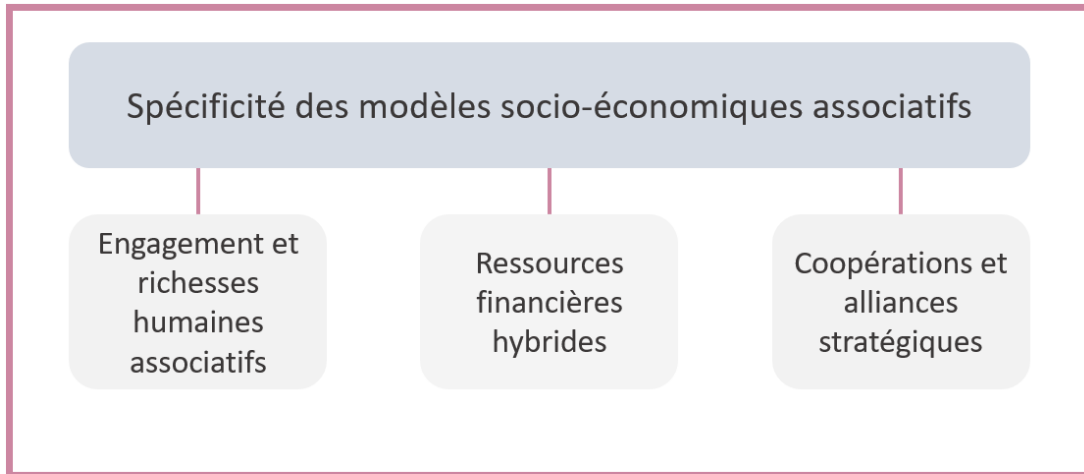 Spécificité des modèles socio-économiques associatifs
Engagement et
richesses
humaines
associatifs
Ressources
financières
hybrides
Coopérations et
alliances
stratégiques